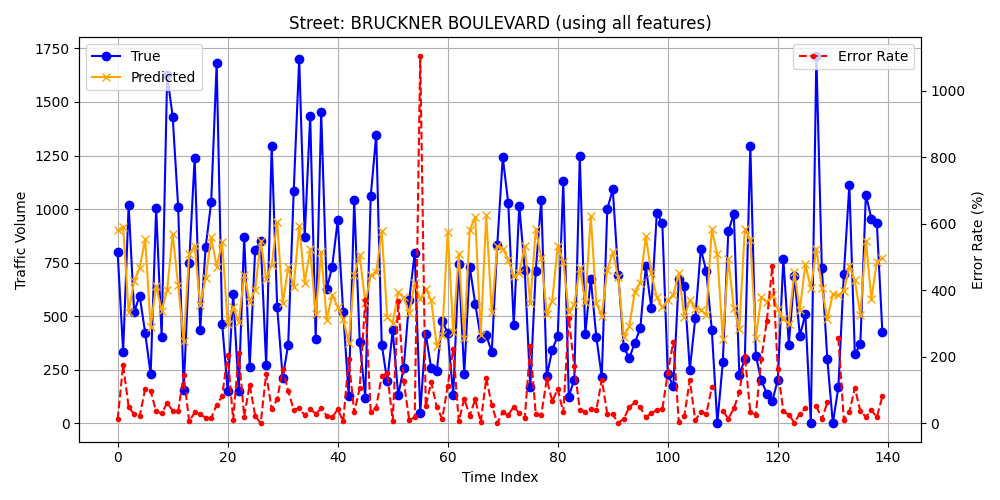 Street: BRUCKNER BOULEVARD (using all features)
True
Predicted
Error Rate
Traffic Volume
1750
1500
1250
1000
750
500
250
0
1000
800
600
400
200
0
Error Rate (%)
0 20 40 60 80 100 120 140
Time Index